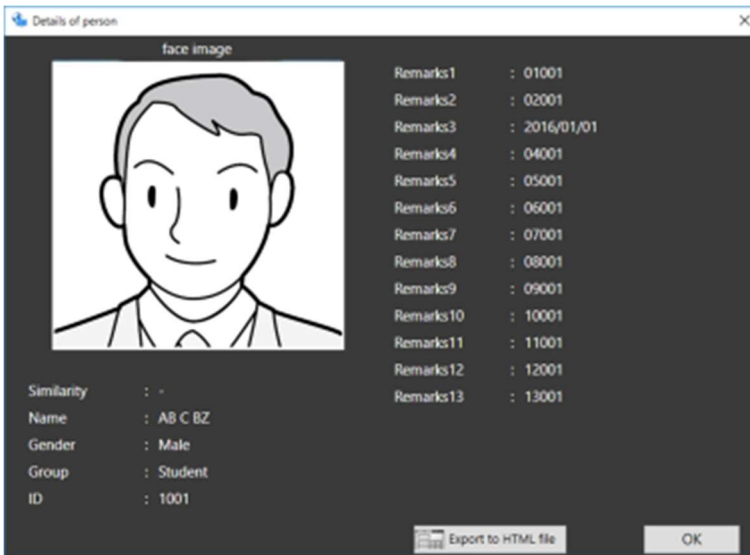 Details of person
face image
Remarks1 : 01001
Remarks2 : 02001
Remarks3 : 2016/01/01
Remarks4 : 04001
Remarks5 : 05001
Remarks6 : 06001
Remarks7 : 07001
Remarks8 : 08001
Remarks9 : 09001
Remarks10 : 10001
Remarks11 : 11001
Remarks12 : 12001
Remarks13 : 13001
Similarity : -
Name : AB C BZ
Gender : Male
Group : Student
ID : 1001
Export to HTML file
OK